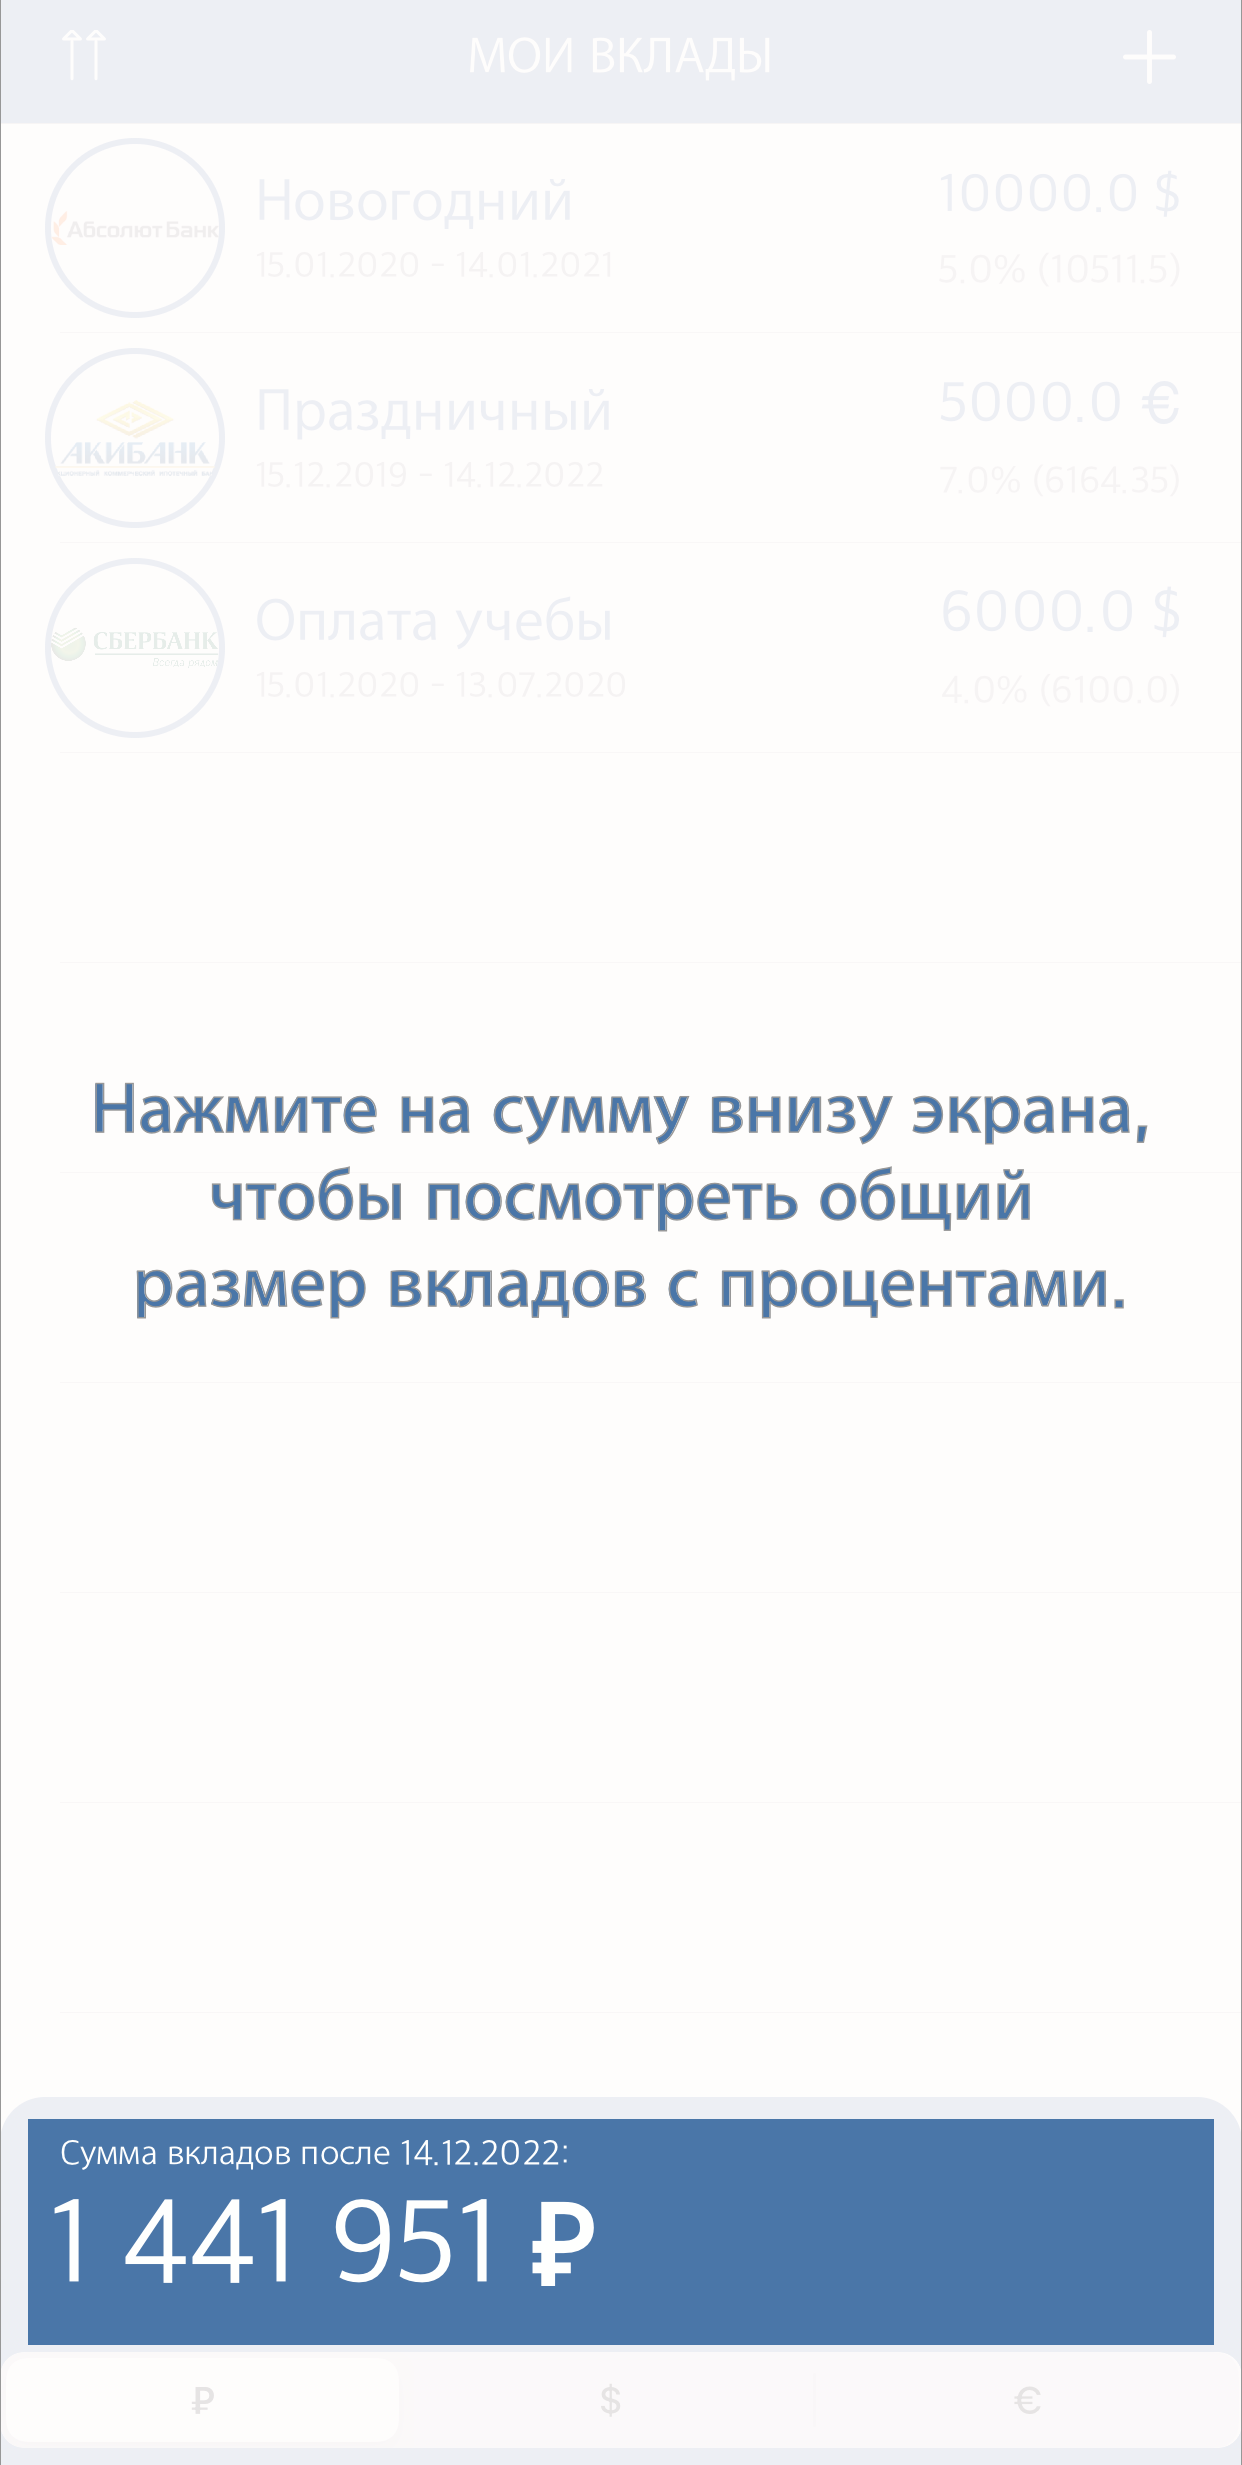 МОИ ВКЛАДЫ
Абсолют Банк
Новогодний
10000.0 $
15.01.2020 - 14.01.2021
5.0% (10511.5)
АКИБАНК
Праздничный
5000.0 €
15.12.2019 - 14.12.2022
7.0% (6164.35)
СБЕРБАНК
Всегда рядом
Оплата учебы
6000.0 $
15.01.2020 - 13.07.2020
4.0% (6100.0)
Нажмите на сумму внизу экрана,
чтобы посмотреть общий
размер вкладов с процентами.
Сумма вкладов после 14.12.2022:
1 441 951 ₽
₽ $ €